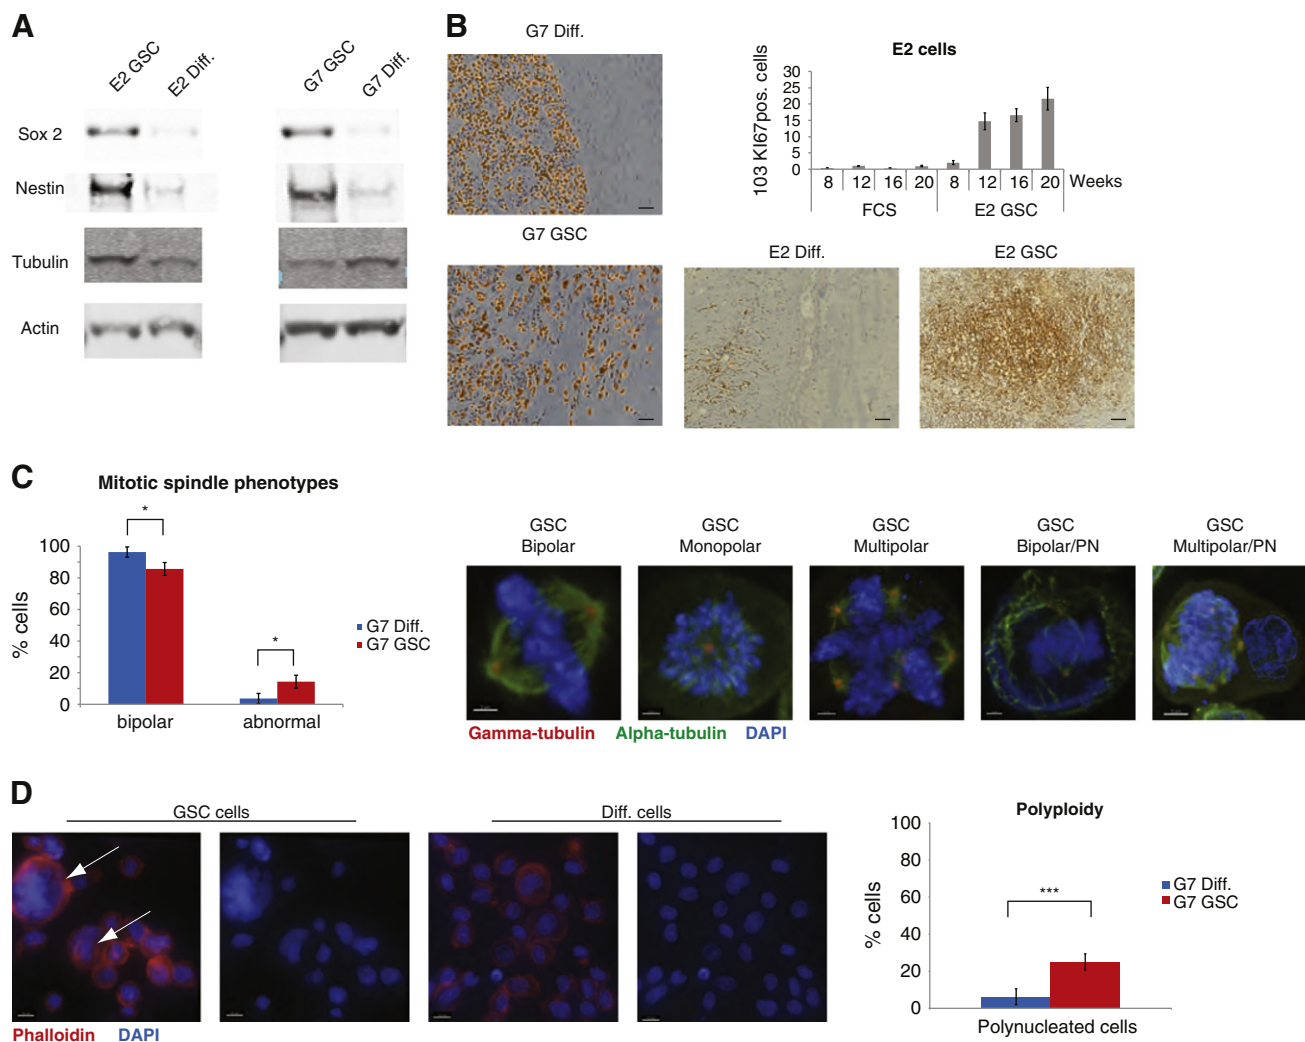 A
E2 GSC
E2 Diff.
G7 GSC
G7 Diff.
Sox 2
Nestin
Tubulin
Actin
B
G7 Diff.
G7 GSC
E2 cells
103 KI67pos. cells
30
25
20
15
10
5
0
8 12 16 20 8 12 16 20 Weeks
FCS E2 GSC
E2 Diff.
E2 GSC
C
Mitotic spindle phenotypes
% cells
100
80
60
40
20
0
*
*
bipolar abnormal
G7 Diff.
G7 GSC
GSC
Bipolar
GSC
Monopolar
GSC
Multipolar
GSC
Bipolar/PN
GSC
Multipolar/PN
Gamma-tubulin Alpha-tubulin DAPI
D
GSC cells
Diff. cells
Phalloidin DAPI
Polyploidy
% cells
100
80
60
40
20
0
***
Polynucleated cells
G7 Diff.
G7 GSC